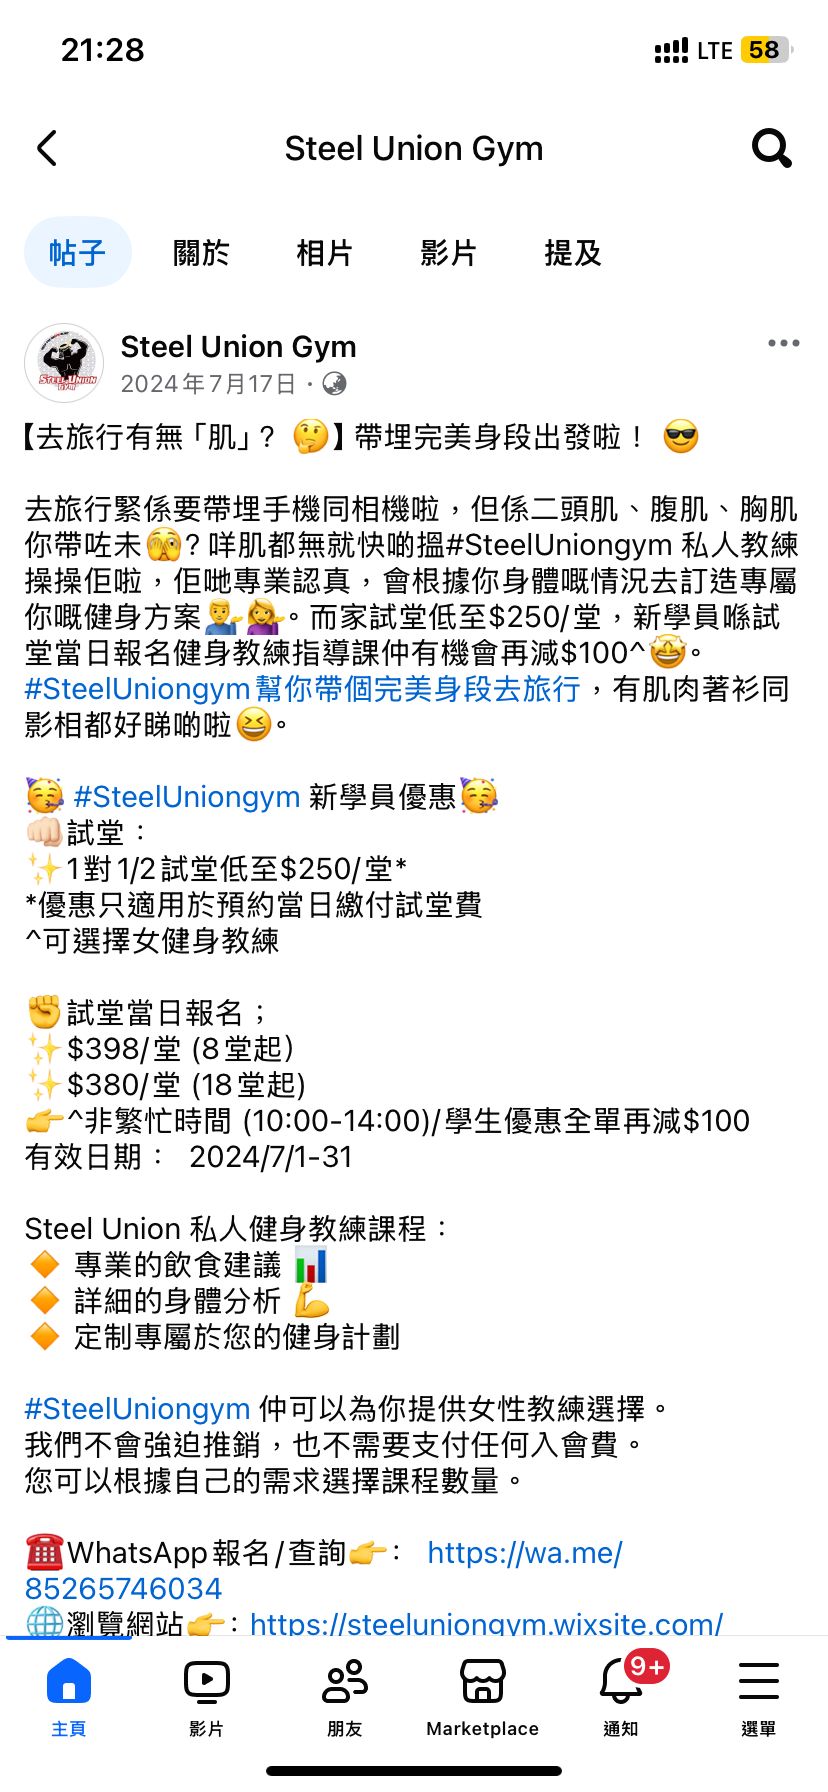 21:28
LTE 58
Steel Union Gym
帖子 關於 相片 影片 提及
STEEL UNION
GYM
Steel Union Gym
2024年7月17日 ·
【去旅行有無「肌」? 🤔】帶埋完美身段出發啦! 😎
去旅行緊係要帶埋手機同相機啦,但係二頭肌、腹肌、胸肌
你帶咗未🫣? 咩肌都無就快啲搵#SteelUniongym 私人教練
操操佢啦,佢哋專業認真,會根據你身體嘅情況去訂造專屬
你嘅健身方案💁‍♂️💁‍♀️。而家試堂低至$250/堂,新學員喺試
堂當日報名健身教練指導課仲有機會再減$100^🤩。
#SteelUniongym幫你帶個完美身段去旅行,有肌肉著衫同
影相都好睇啲啦😆。
🥳 #SteelUniongym 新學員優惠🥳
👊🏻試堂:
✨1對1/2試堂低至$250/堂*
*優惠只適用於預約當日繳付試堂費
^可選擇女健身教練
✊試堂當日報名;
✨$398/堂 (8堂起)
✨$380/堂 (18堂起)
👉^非繁忙時間 (10:00-14:00)/學生優惠全單再減$100
有效日期: 2024/7/1-31
Steel Union 私人健身教練課程:
🔸 專業的飲食建議 📊
🔸 詳細的身體分析 💪
🔸 定制專屬於您的健身計劃
#SteelUniongym 仲可以為你提供女性教練選擇。
我們不會強迫推銷,也不需要支付任何入會費。
您可以根據自己的需求選擇課程數量。
☎️WhatsApp報名/查詢👉: https://wa.me/
85265746034
🌐瀏覽網站👉: https://steeluniongym.wixsite.com/
9+
主頁 影片 朋友 Marketplace 通知 選單